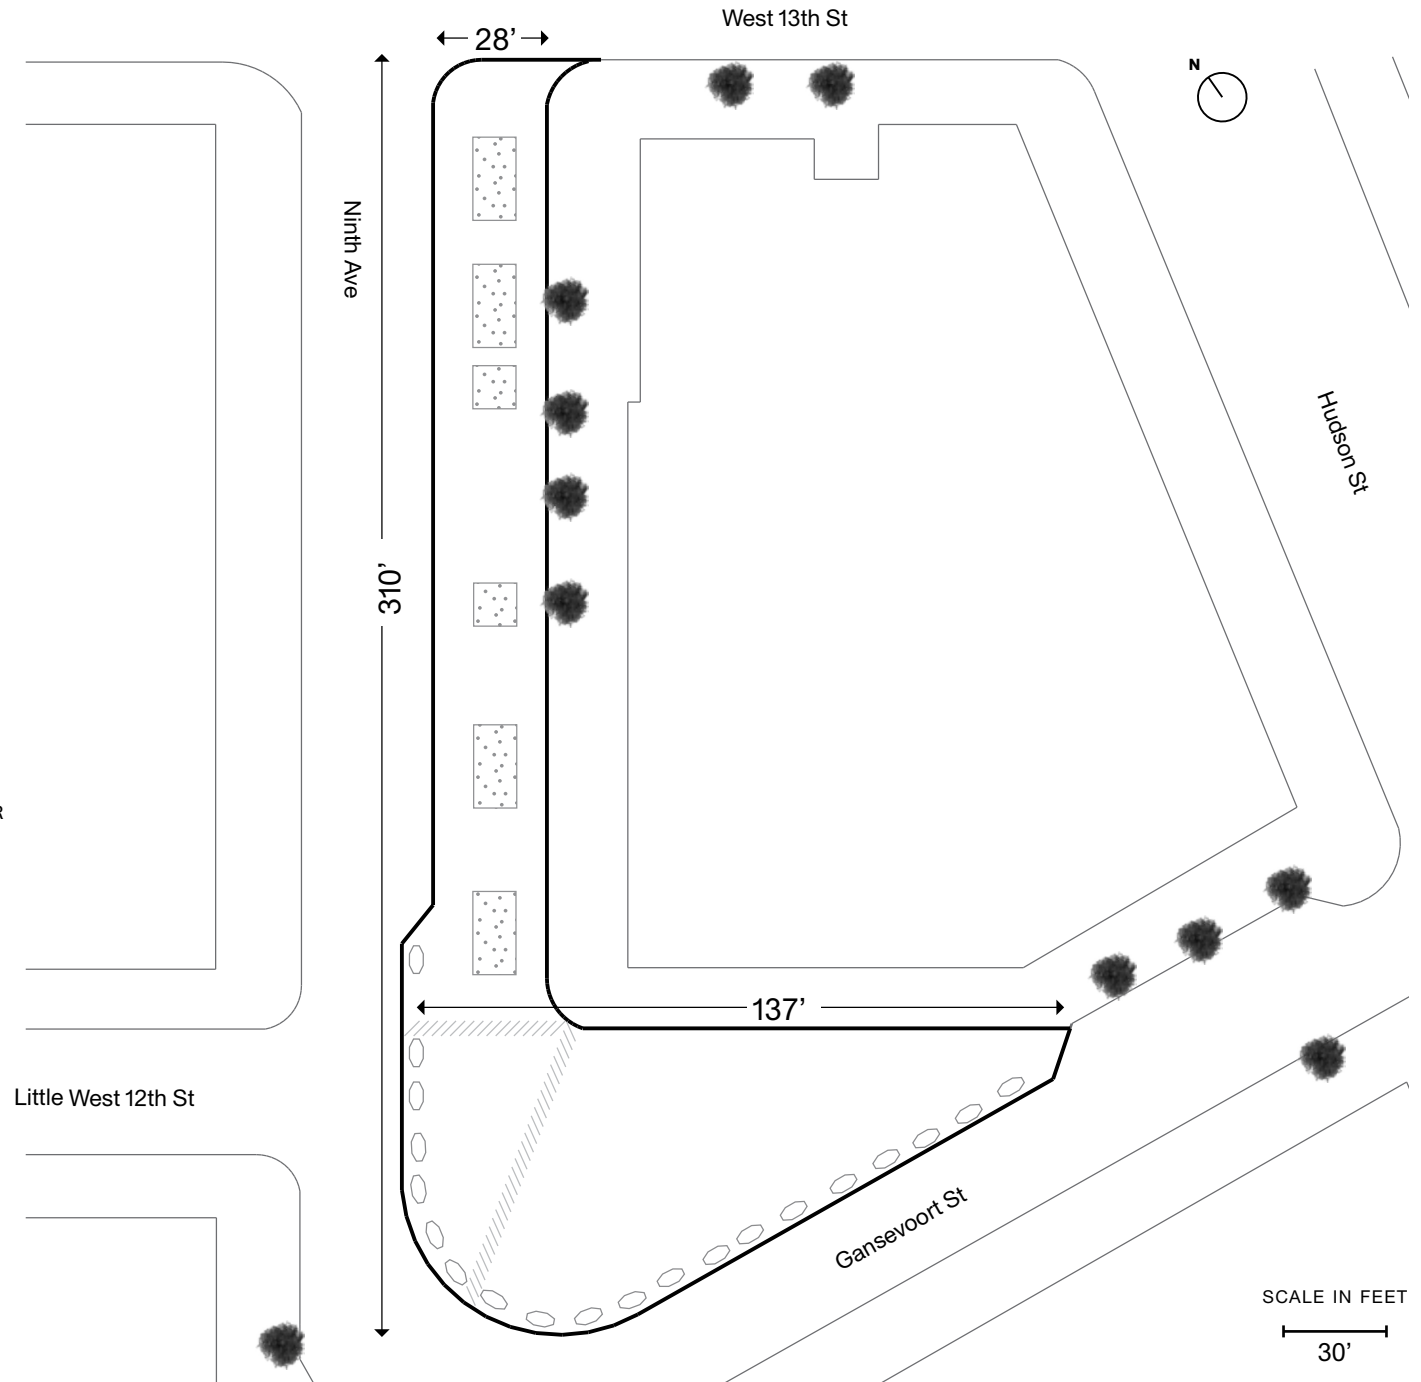 West 13th St
28’
N
Ninth Ave
Hudson St
310’
R
137’
Little West 12th St
Gansevoort St
SCALE IN FEET
30’